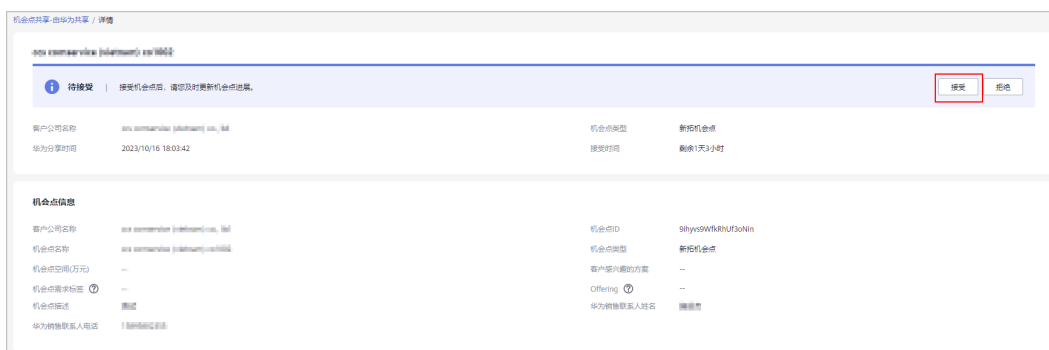 机会点共享-由华为共享 / 详情
待接受 | 接受机会点后，请您及时更新机会点进展。 接受 拒绝
客户公司名称 机会点类型 新拓机会点
华为分享时间 2023/10/16 18:03:42 接受时间 剩余1天3小时
机会点信息
客户公司名称 机会点ID 9ihyvs9WfkRhUf3oNin
机会点名称 机会点类型 新拓机会点
机会点空间(万元) -- 客户感兴趣的方案 --
机会点需求标签 ? -- Offering ? --
机会点描述 华为销售联系人姓名
华为销售联系人电话